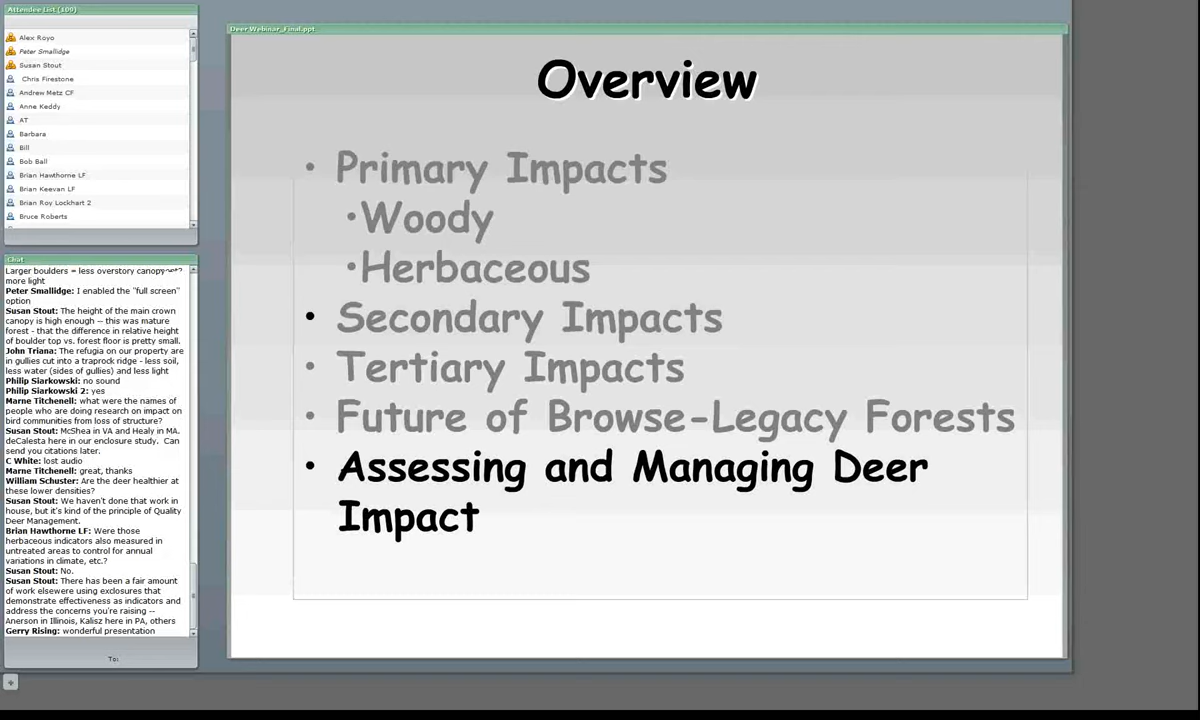 Attendee List (109)
Alex Royo
Peter Smallidge
Susan Stout
Chris Firestone
Andrew Metz CF
Anne Keddy
AT
Barbara
Bill
Bob Ball
Brian Hawthorne LF
Brian Keevan LF
Brian Roy Lockhart 2
Bruce Roberts
Chat
Larger boulders = less overstory canopy
more light
Peter Smallidge: I enabled the "full screen"
option
Susan Stout: The height of the main crown
canopy is high enough -- this was mature
forest - that the difference in relative height
of boulder top vs. forest floor is pretty small.
John Triana: The refugia on our property are
in gullies cut into a traprock ridge - less soil,
less water (sides of gullies) and less light
Philip Siarkowski: no sound
Philip Siarkowski 2: yes
Marne Titchenell: what were the names of
people who are doing research on impact on
bird communities from loss of structure?
Susan Stout: McShea in VA and Healy in MA.
deCalesta here in our enclosure study. Can
send you citations later.
C White: lost audio
Marne Titchenell: great, thanks
William Schuster: Are the deer healthier at
these lower densities?
Susan Stout: We haven't done that work in
house, but it's kind of the principle of Quality
Deer Management.
Brian Hawthorne LF: Were those
herbaceous indicators also measured in
untreated areas to control for annual
variations in climate, etc.?
Susan Stout: No.
Susan Stout: There has been a fair amount
of work elsewere using exclosures that
demonstrate effectiveness as indicators and
address the concerns you're raising --
Anerson in Illinois, Kalisz here in PA, others
Gerry Rising: wonderful presentation
To:
Deer Webinar_Final.ppt
Overview
• Primary Impacts
•Woody
•Herbaceous
• Secondary Impacts
• Tertiary Impacts
• Future of Browse-Legacy Forests
• Assessing and Managing Deer
Impact